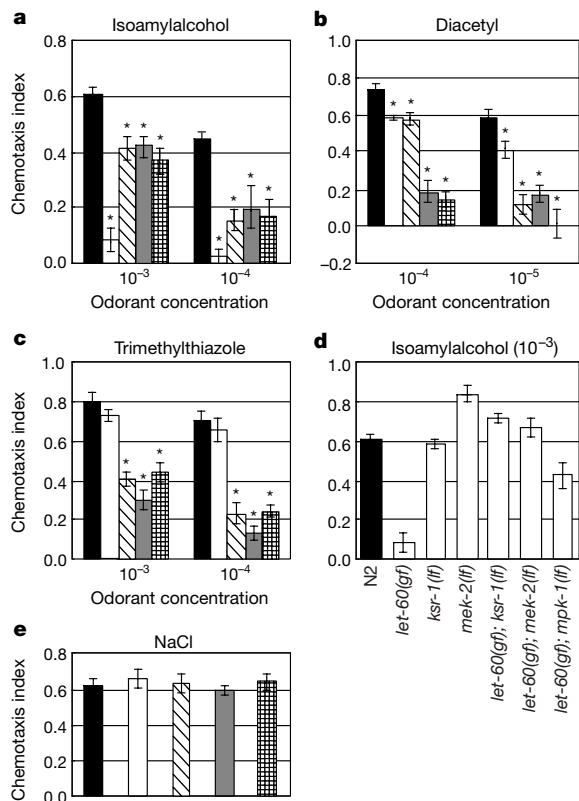 a
Isoamylalcohol
Chemotaxis index
0.8
0.6
0.4
0.2
0.0
*
*
*
*
*
*
*
*
10⁻³
10⁻⁴
Odorant concentration
b
Diacetyl
Chemotaxis index
1.0
0.8
0.6
0.4
0.2
0.0
−0.2
*
*
*
*
*
*
*
*
10⁻⁴
10⁻⁵
Odorant concentration
c
Trimethylthiazole
Chemotaxis index
1.0
0.8
0.6
0.4
0.2
0.0
*
*
*
*
*
*
10⁻³
10⁻⁴
Odorant concentration
d
Isoamylalcohol (10⁻³)
1.0
0.8
0.6
0.4
0.2
0.0
N2
let-60(gf)
ksr-1(lf)
mek-2(lf)
let-60(gf); ksr-1(lf)
let-60(gf); mek-2(lf)
let-60(gf); mpk-1(lf)
e
NaCl
Chemotaxis index
0.8
0.6
0.4
0.2
0.0